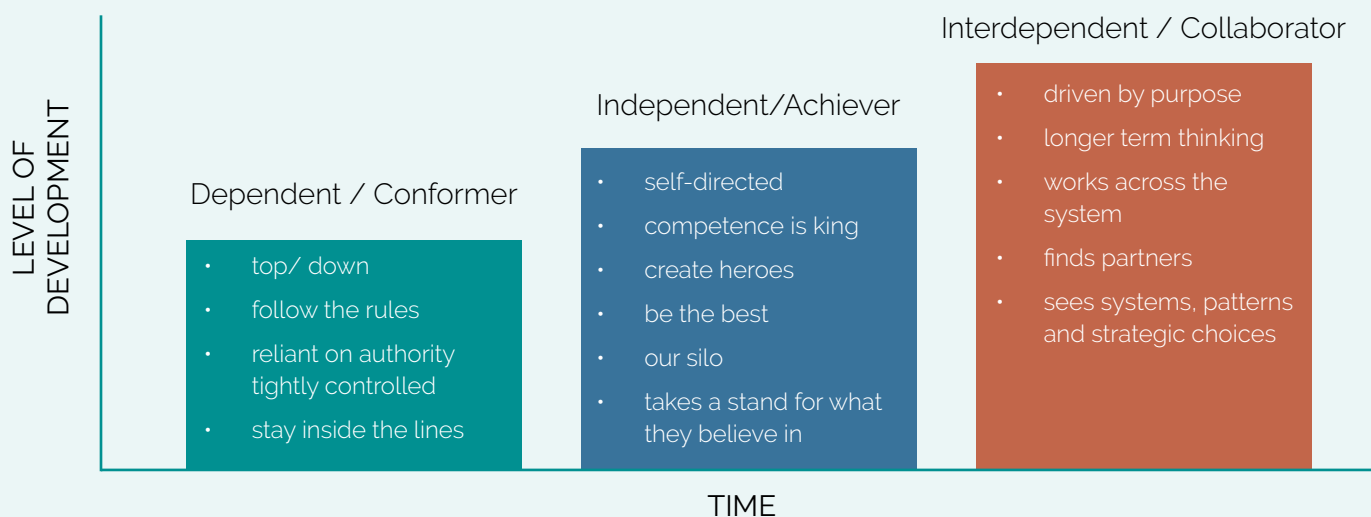 LEVEL OF
DEVELOPMENT
Dependent / Conformer
• top/ down
• follow the rules
• reliant on authority
tightly controlled
• stay inside the lines
Independent/Achiever
• self-directed
• competence is king
• create heroes
• be the best
• our silo
• takes a stand for what
they believe in
Interdependent / Collaborator
• driven by purpose
• longer term thinking
• works across the
system
• finds partners
• sees systems, patterns
and strategic choices
TIME